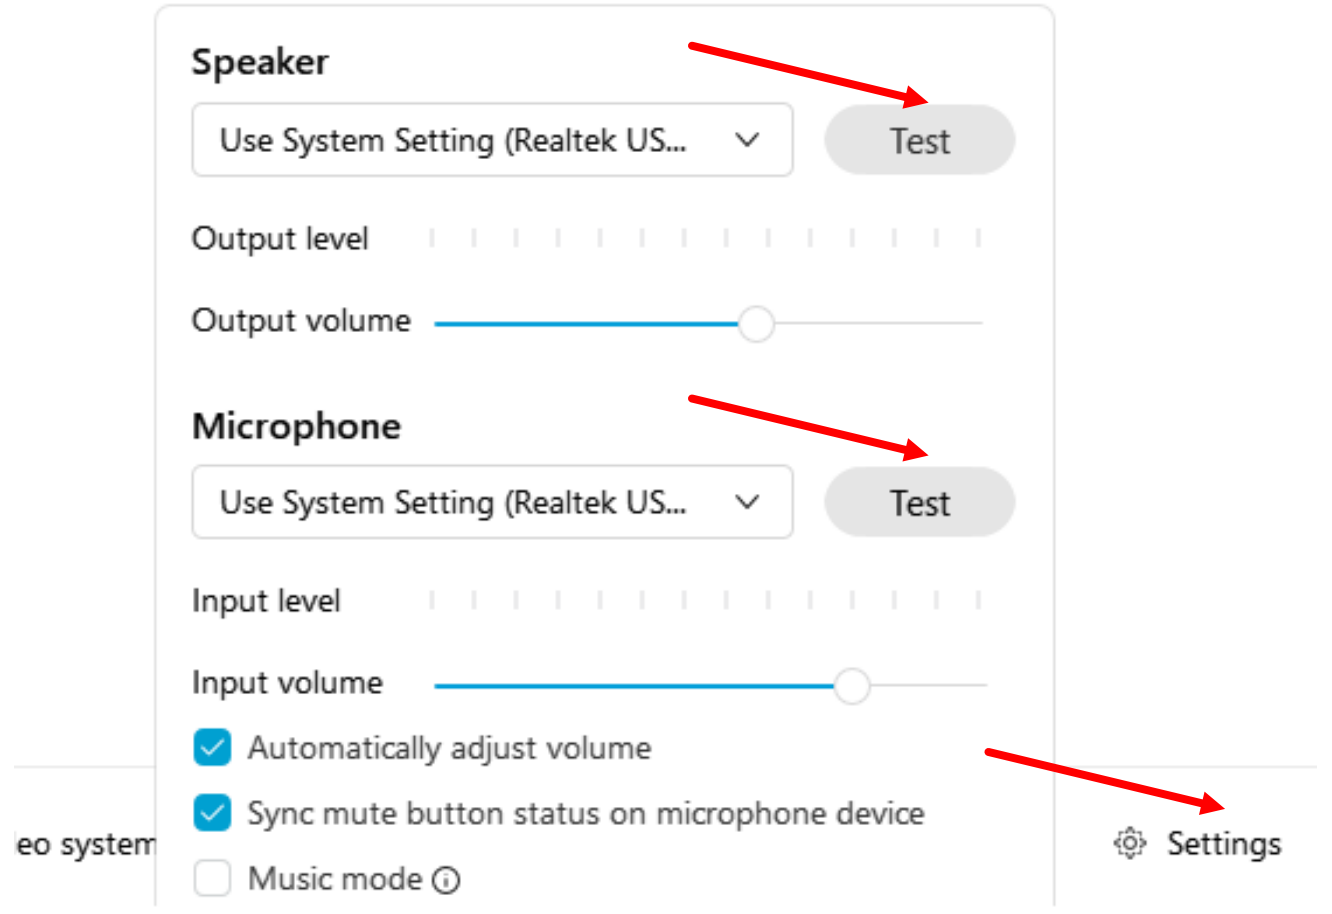 Speaker
Use System Setting (Realtek US...
Test
Output level
Output volume
Microphone
Use System Setting (Realtek US...
Test
Input level
Input volume
Automatically adjust volume
Sync mute button status on microphone device
eo system
Settings
Music mode